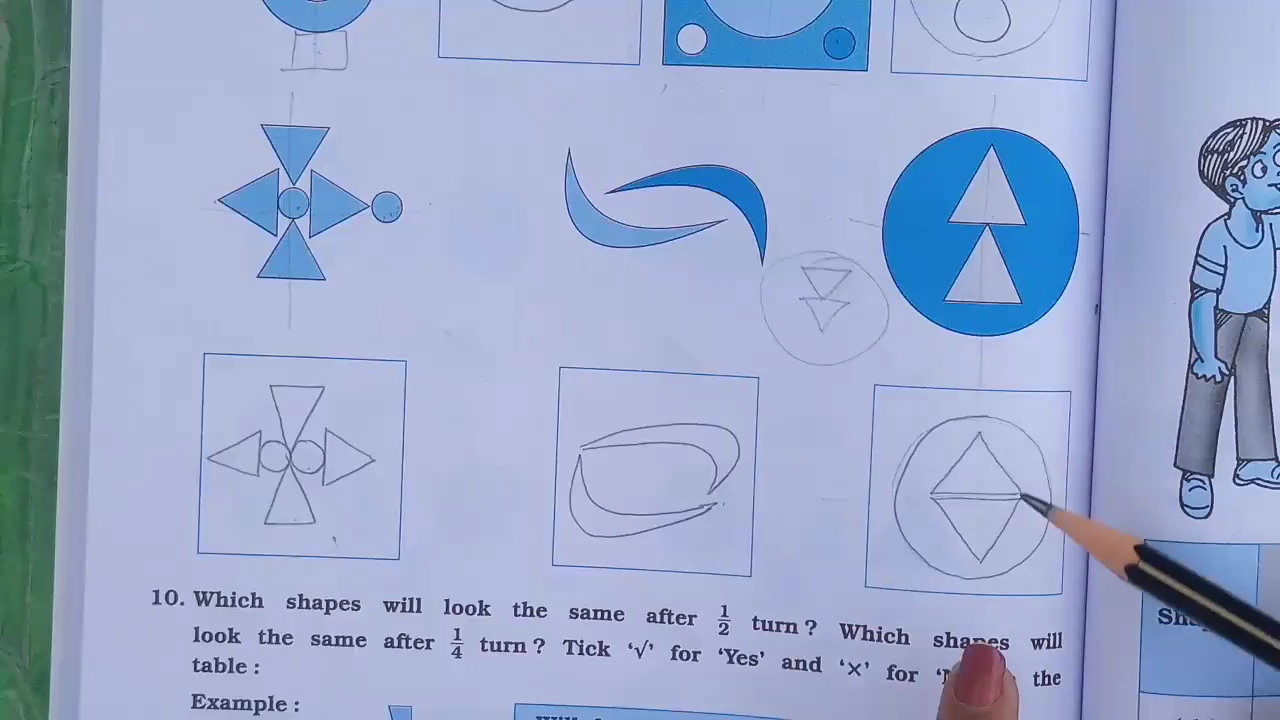 10. Which shapes will look the same after 1/2 turn? Which shapes will
look the same after 1/4 turn? Tick '√' for 'Yes' and '×' for the
table :
Example :